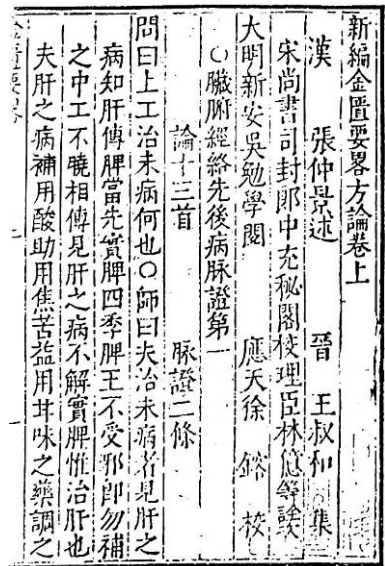 新編金匱要畧方論卷上
漢 張仲景述 晉 王叔和 集
宋尚書司封郎中充秘閣校理臣林億等詮次
大明新安吳勉學閱 應天徐 鎔 校
○臟腑經絡先後病脉證第一
論十三首 脉證二條
問曰上工治未病何也○師曰夫治未病者見肝之
病知肝傳脾當先實脾四季脾王不受邪即勿補
之中工不曉相傳見肝之病不解實脾惟治肝也
夫肝之病補用酸助用焦苦益用甘味之藥調之